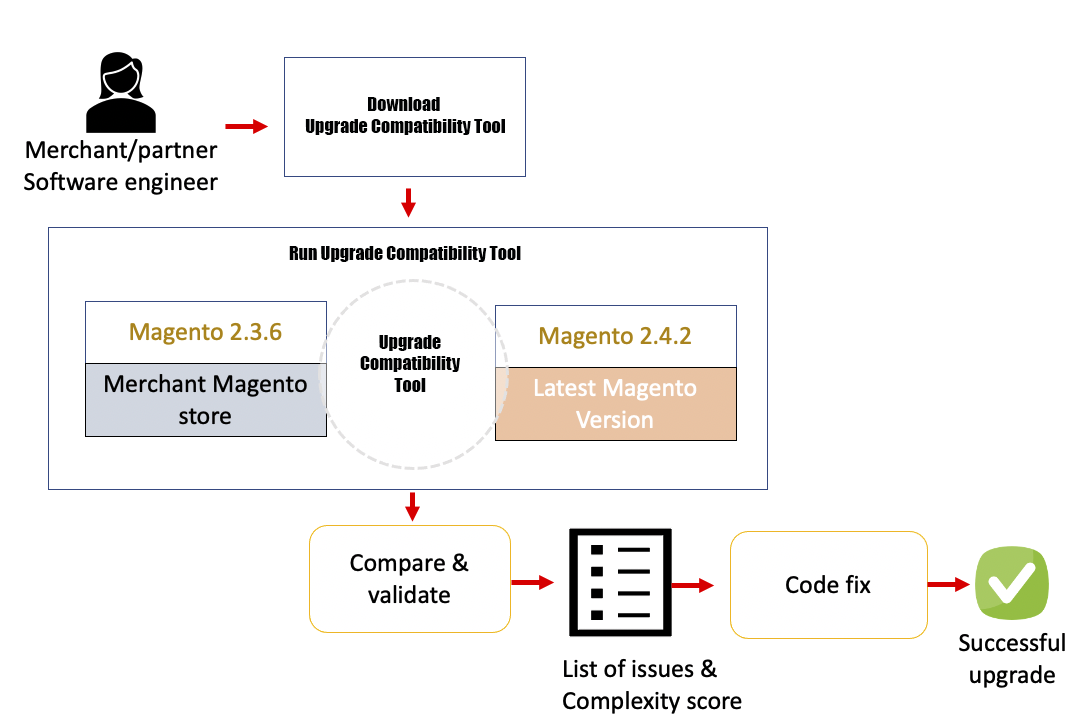 Merchant/partner
Software engineer
Download
Upgrade Compatibility Tool
Run Upgrade Compatibility Tool
Magento 2.3.6
Merchant Magento
store
Upgrade
Compatibility
Tool
Magento 2.4.2
Latest Magento
Version
Compare &
validate
List of issues &
Complexity score
Code fix
Successful
upgrade